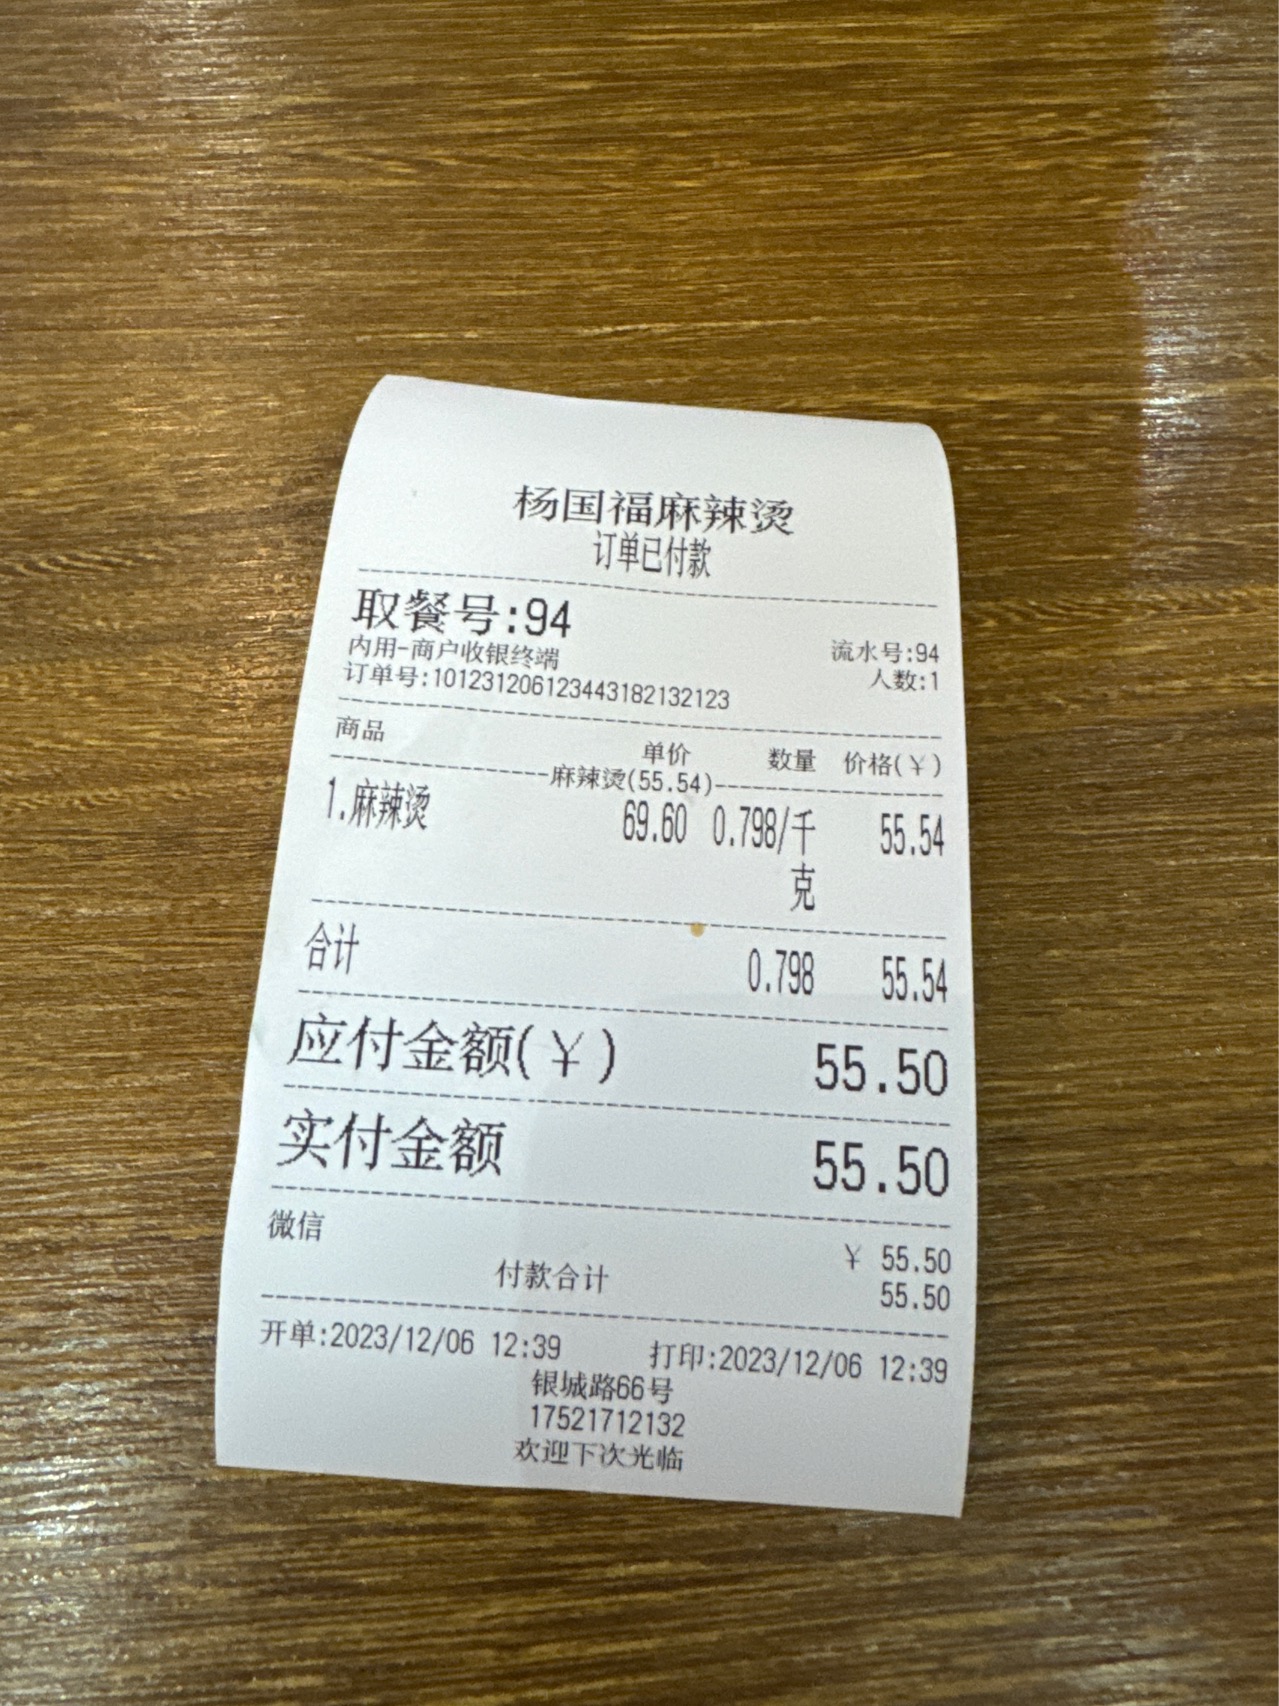 杨国福麻辣烫
订单已付款
取餐号:94
内用-商户收银终端 流水号:94
订单号:1012312061234431821321​23 人数:1
商品 单价 数量 价格(¥)
麻辣烫(55.54)
1.麻辣烫 69.60 0.798/千 55.54
克
合计 0.798 55.54
应付金额(¥) 55.50
实付金额 55.50
微信 ¥ 55.50
付款合计 55.50
开单:2023/12/06 12:39 打印:2023/12/06 12:39
银城路66号
17521712132
欢迎下次光临